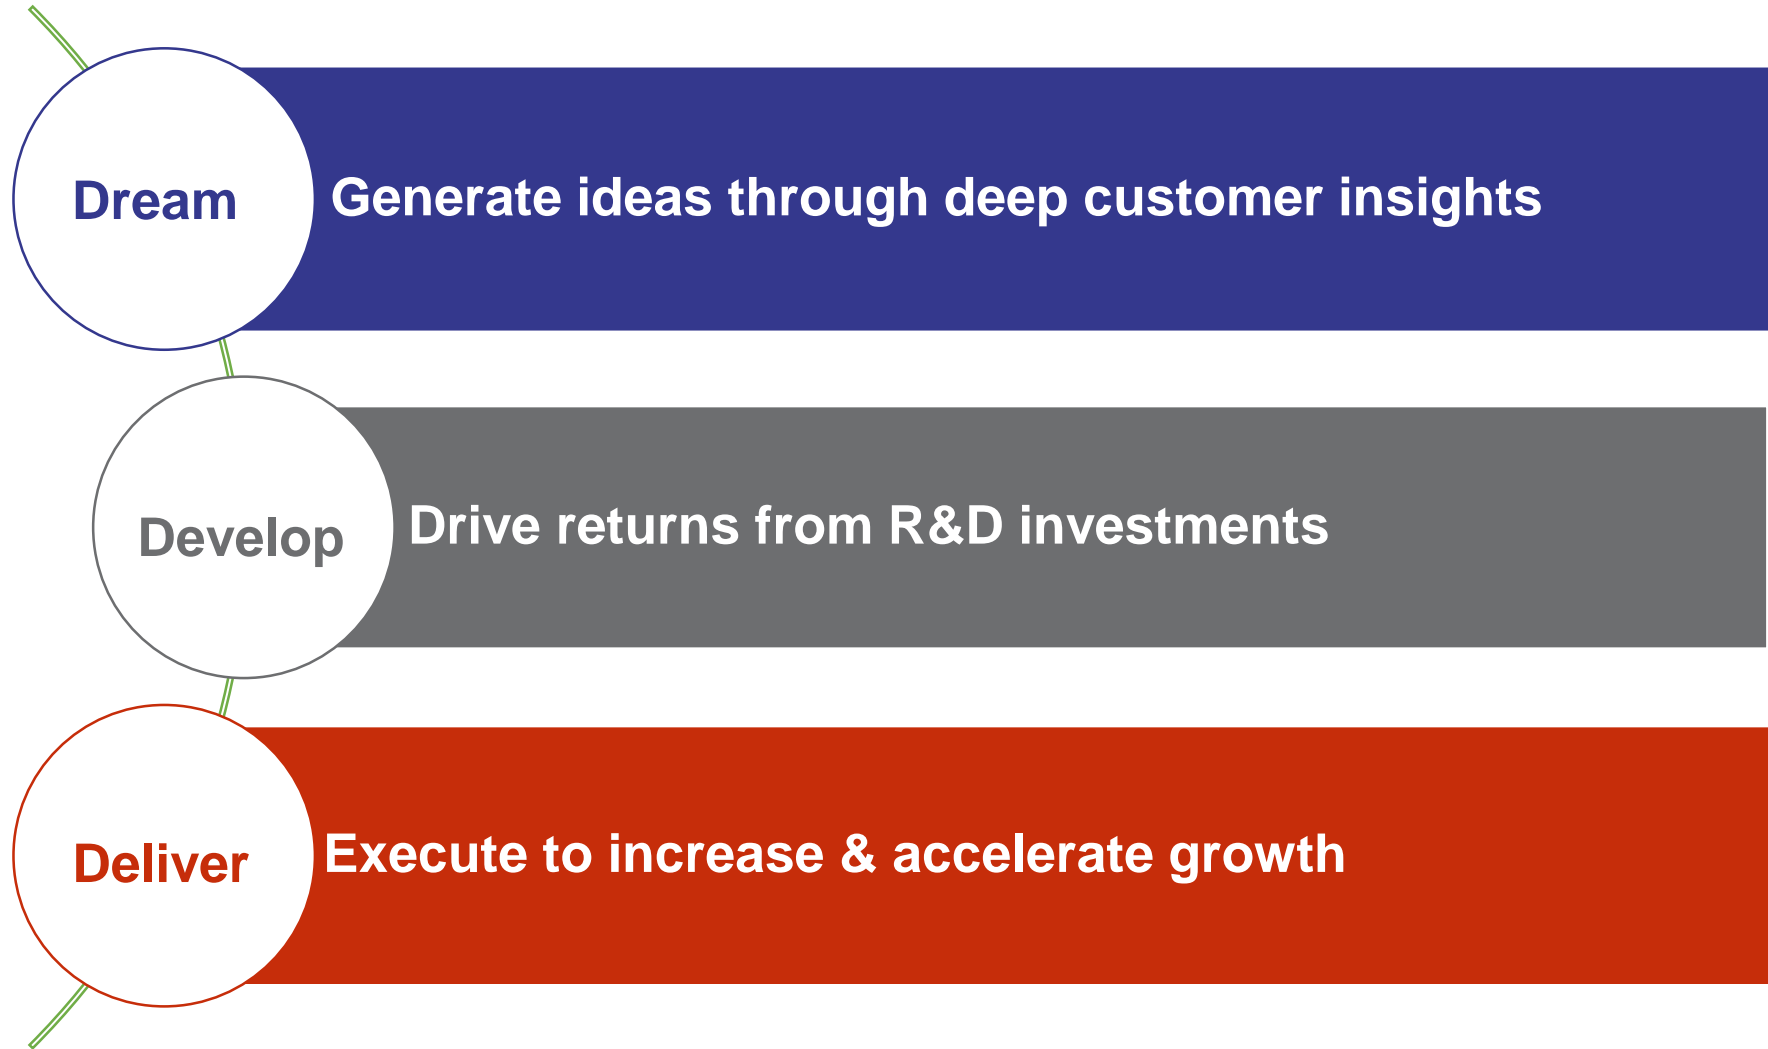 Dream
Generate ideas through deep customer insights
Develop
Drive returns from R&D investments
Deliver
Execute to increase & accelerate growth